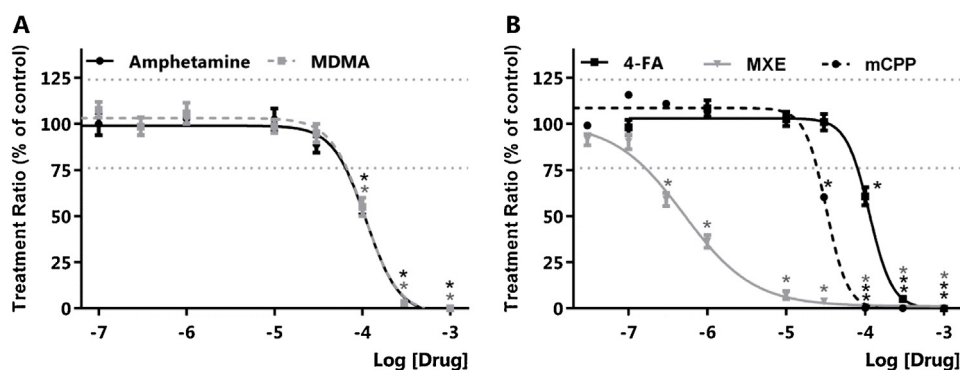 A
Amphetamine MDMA
Treatment Ratio (% of control)
125
100
75
50
25
0
* *
* *
* *
-7 -6 -5 -4 -3
Log [Drug]
B
4-FA MXE mCPP
Treatment Ratio (% of control)
125
100
75
50
25
0
* * * * * * * * * * * * * * *
-7 -6 -5 -4 -3
Log [Drug]